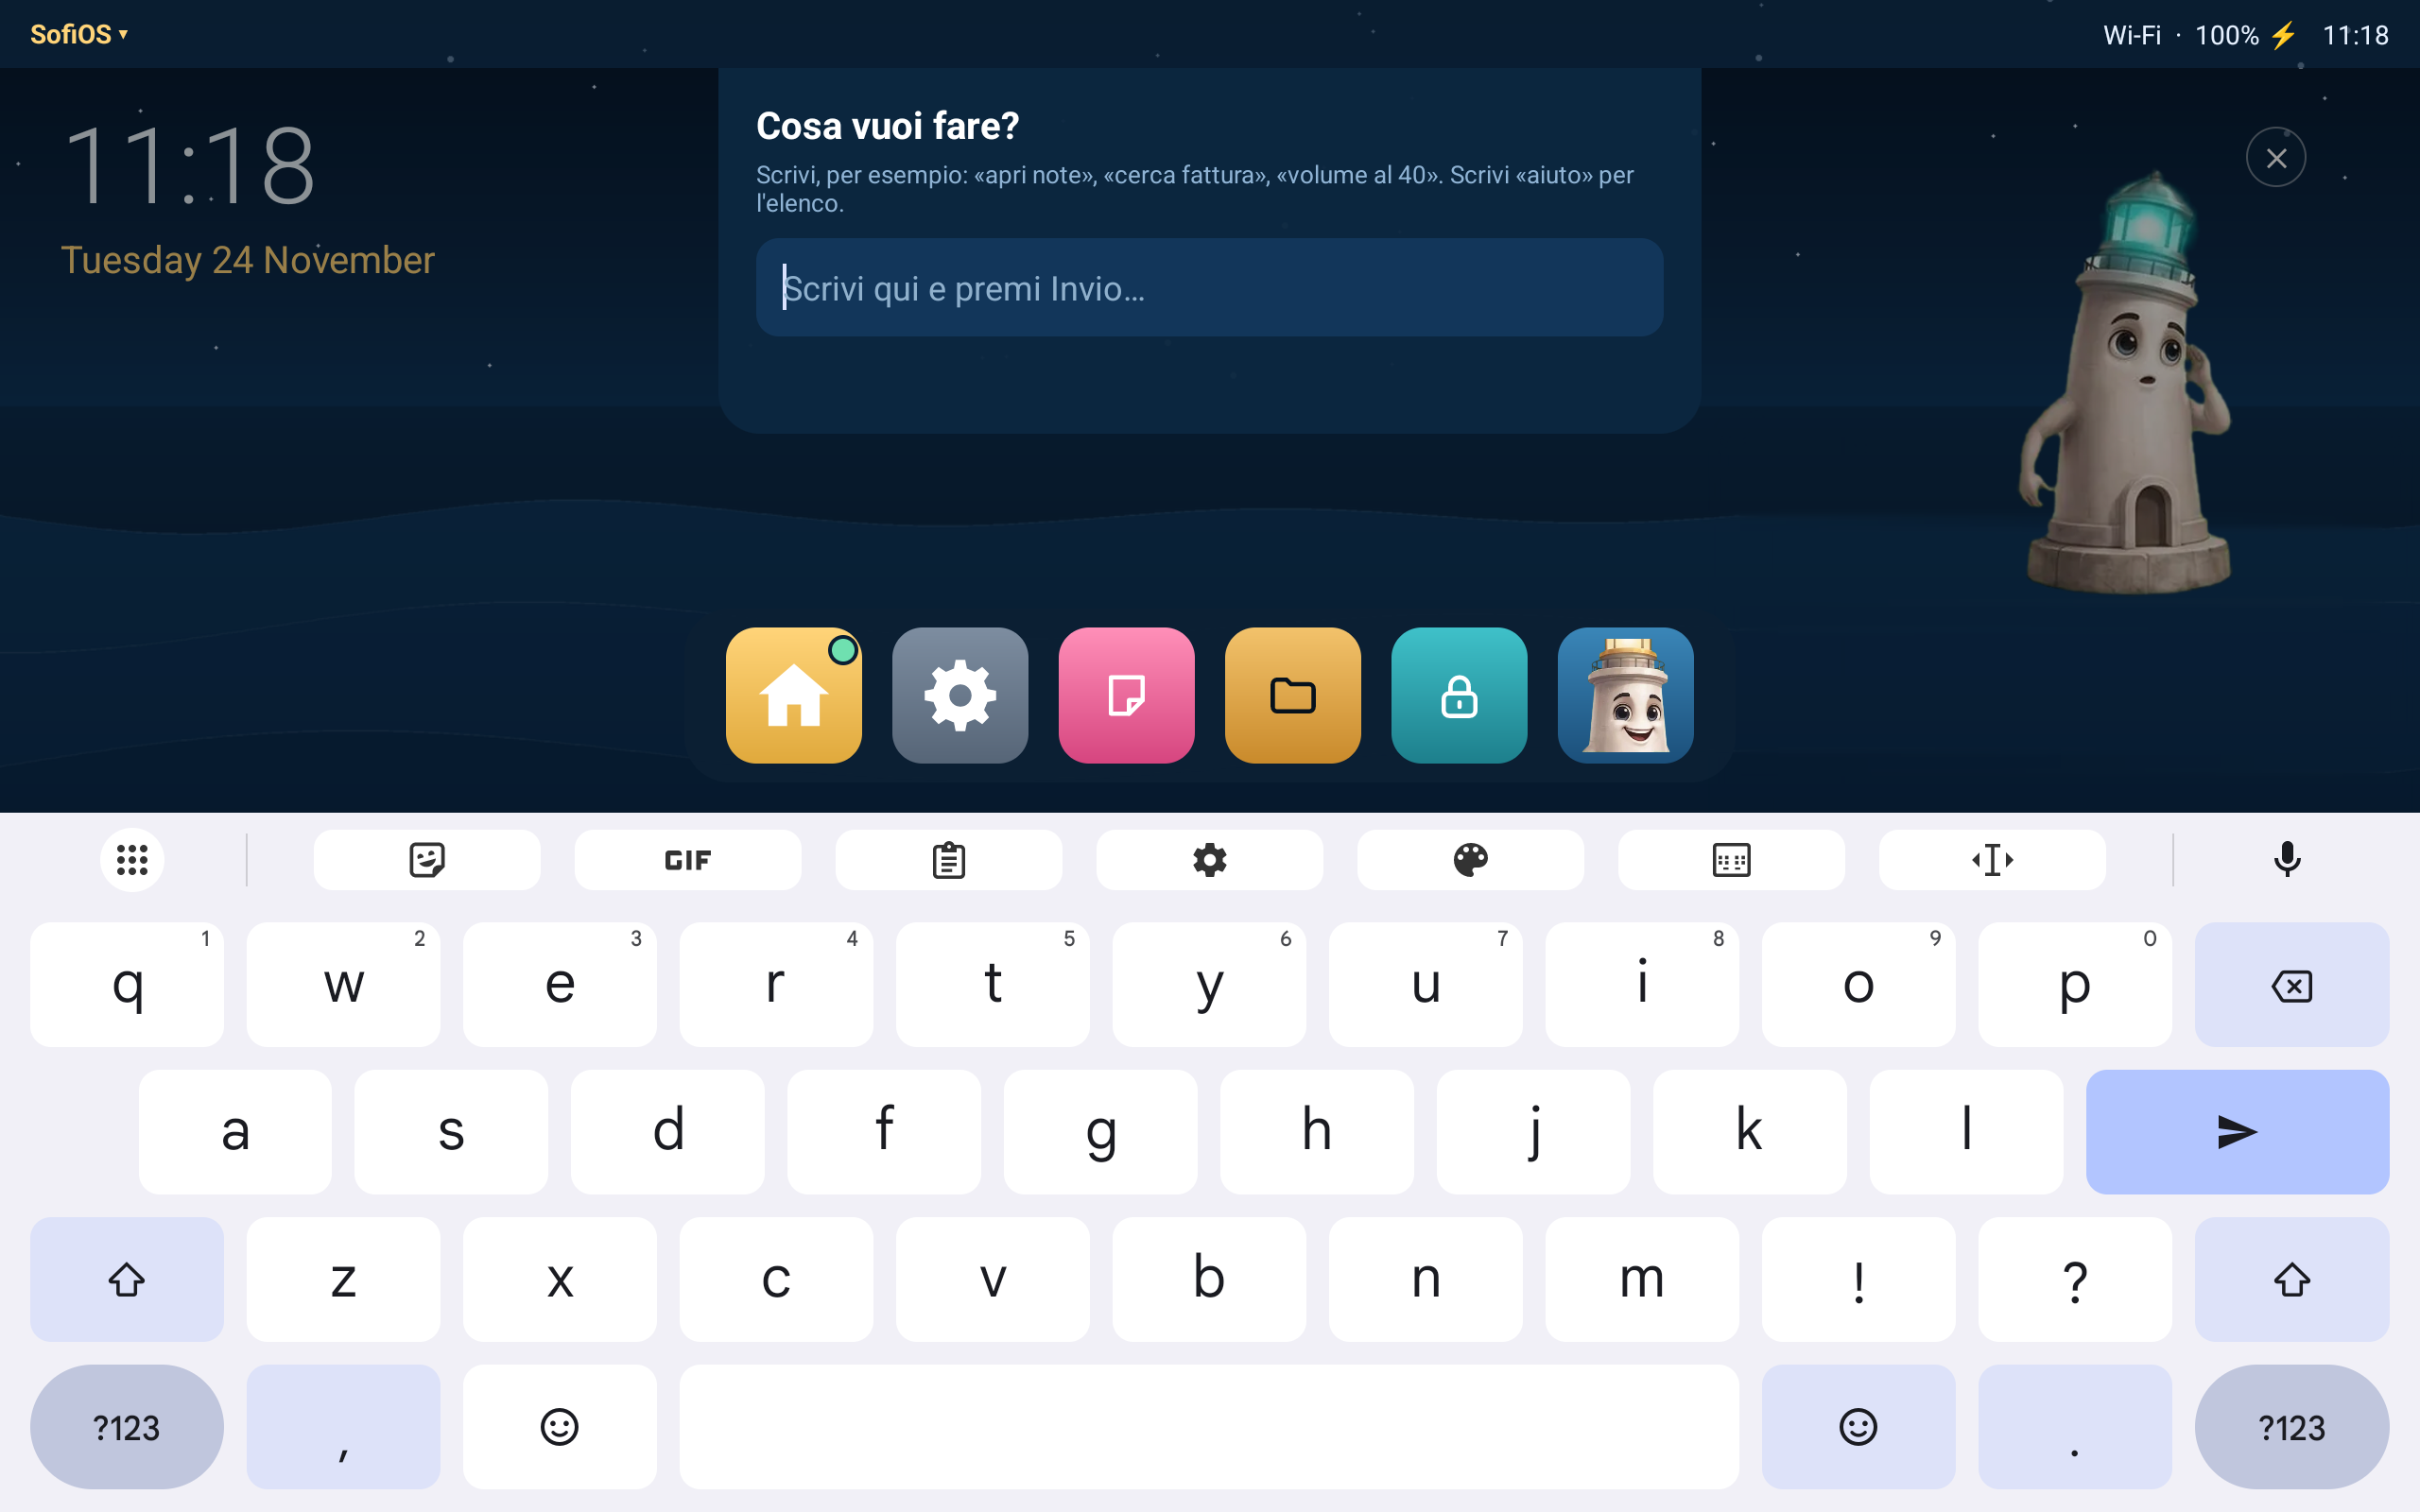 SofiOS ▾
Wi-Fi · 100% ⚡ 11:18
11:18
Tuesday 24 November
Cosa vuoi fare?
Scrivi, per esempio: «apri note», «cerca fattura», «volume al 40». Scrivi «aiuto» per
l'elenco.
Scrivi qui e premi Invio…
GIF
q 1 w 2 e 3 r 4 t 5 y 6 u 7 i 8 o 9 p 0
a s d f g h j k l
z x c v b n m ! ?
?123 , . ?123